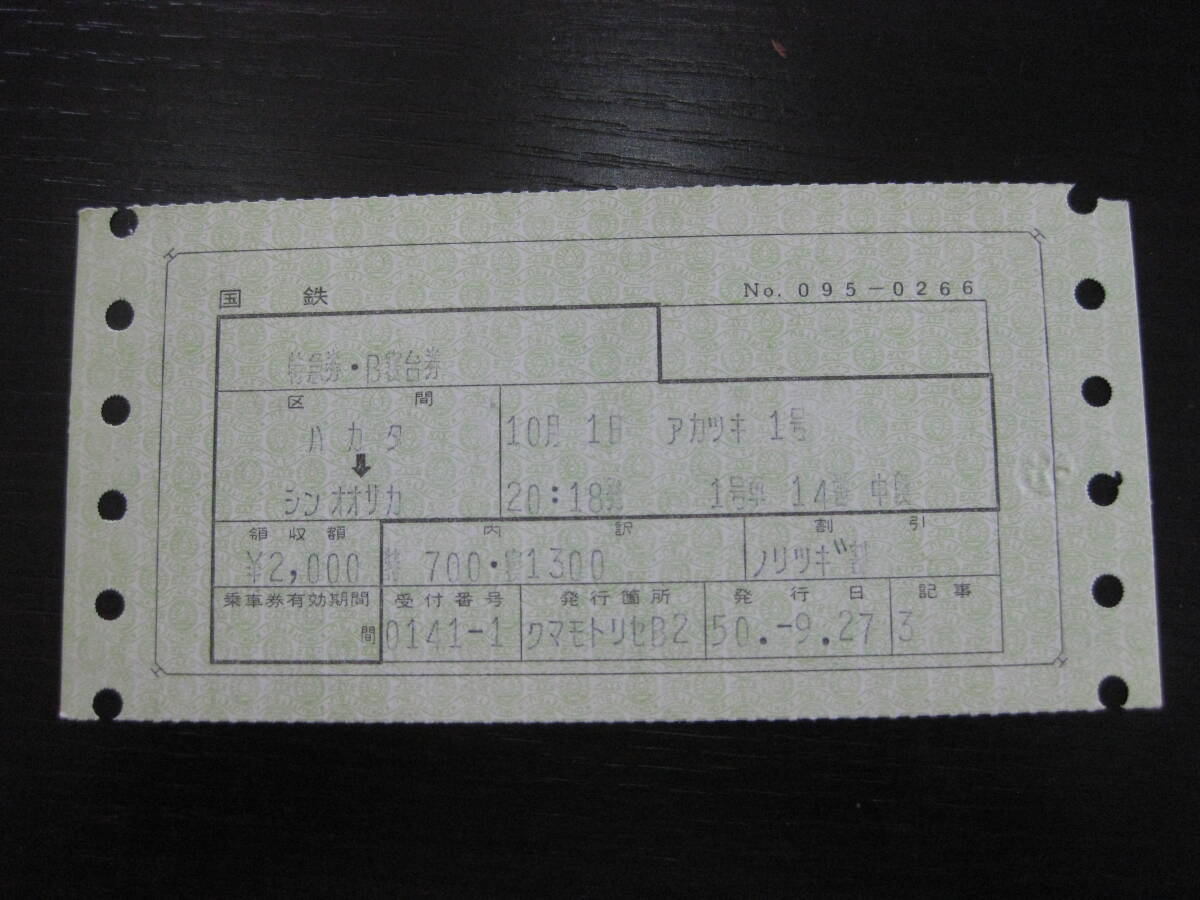 国 鉄 No. 095-0266
特急券・B寝台券
区 間
ハカタ 10月 1日 アカツキ 1号
↓
シンオオサカ 20:18発 1号車 14番 中段
領収額 内 訳 割 引
¥2,000 特 700・寝1300 ノリツギ特
乗車券有効期間 受付番号 発行箇所 発行日 記事
間 0141-1 クマモトリセB2 50.-9.27 3